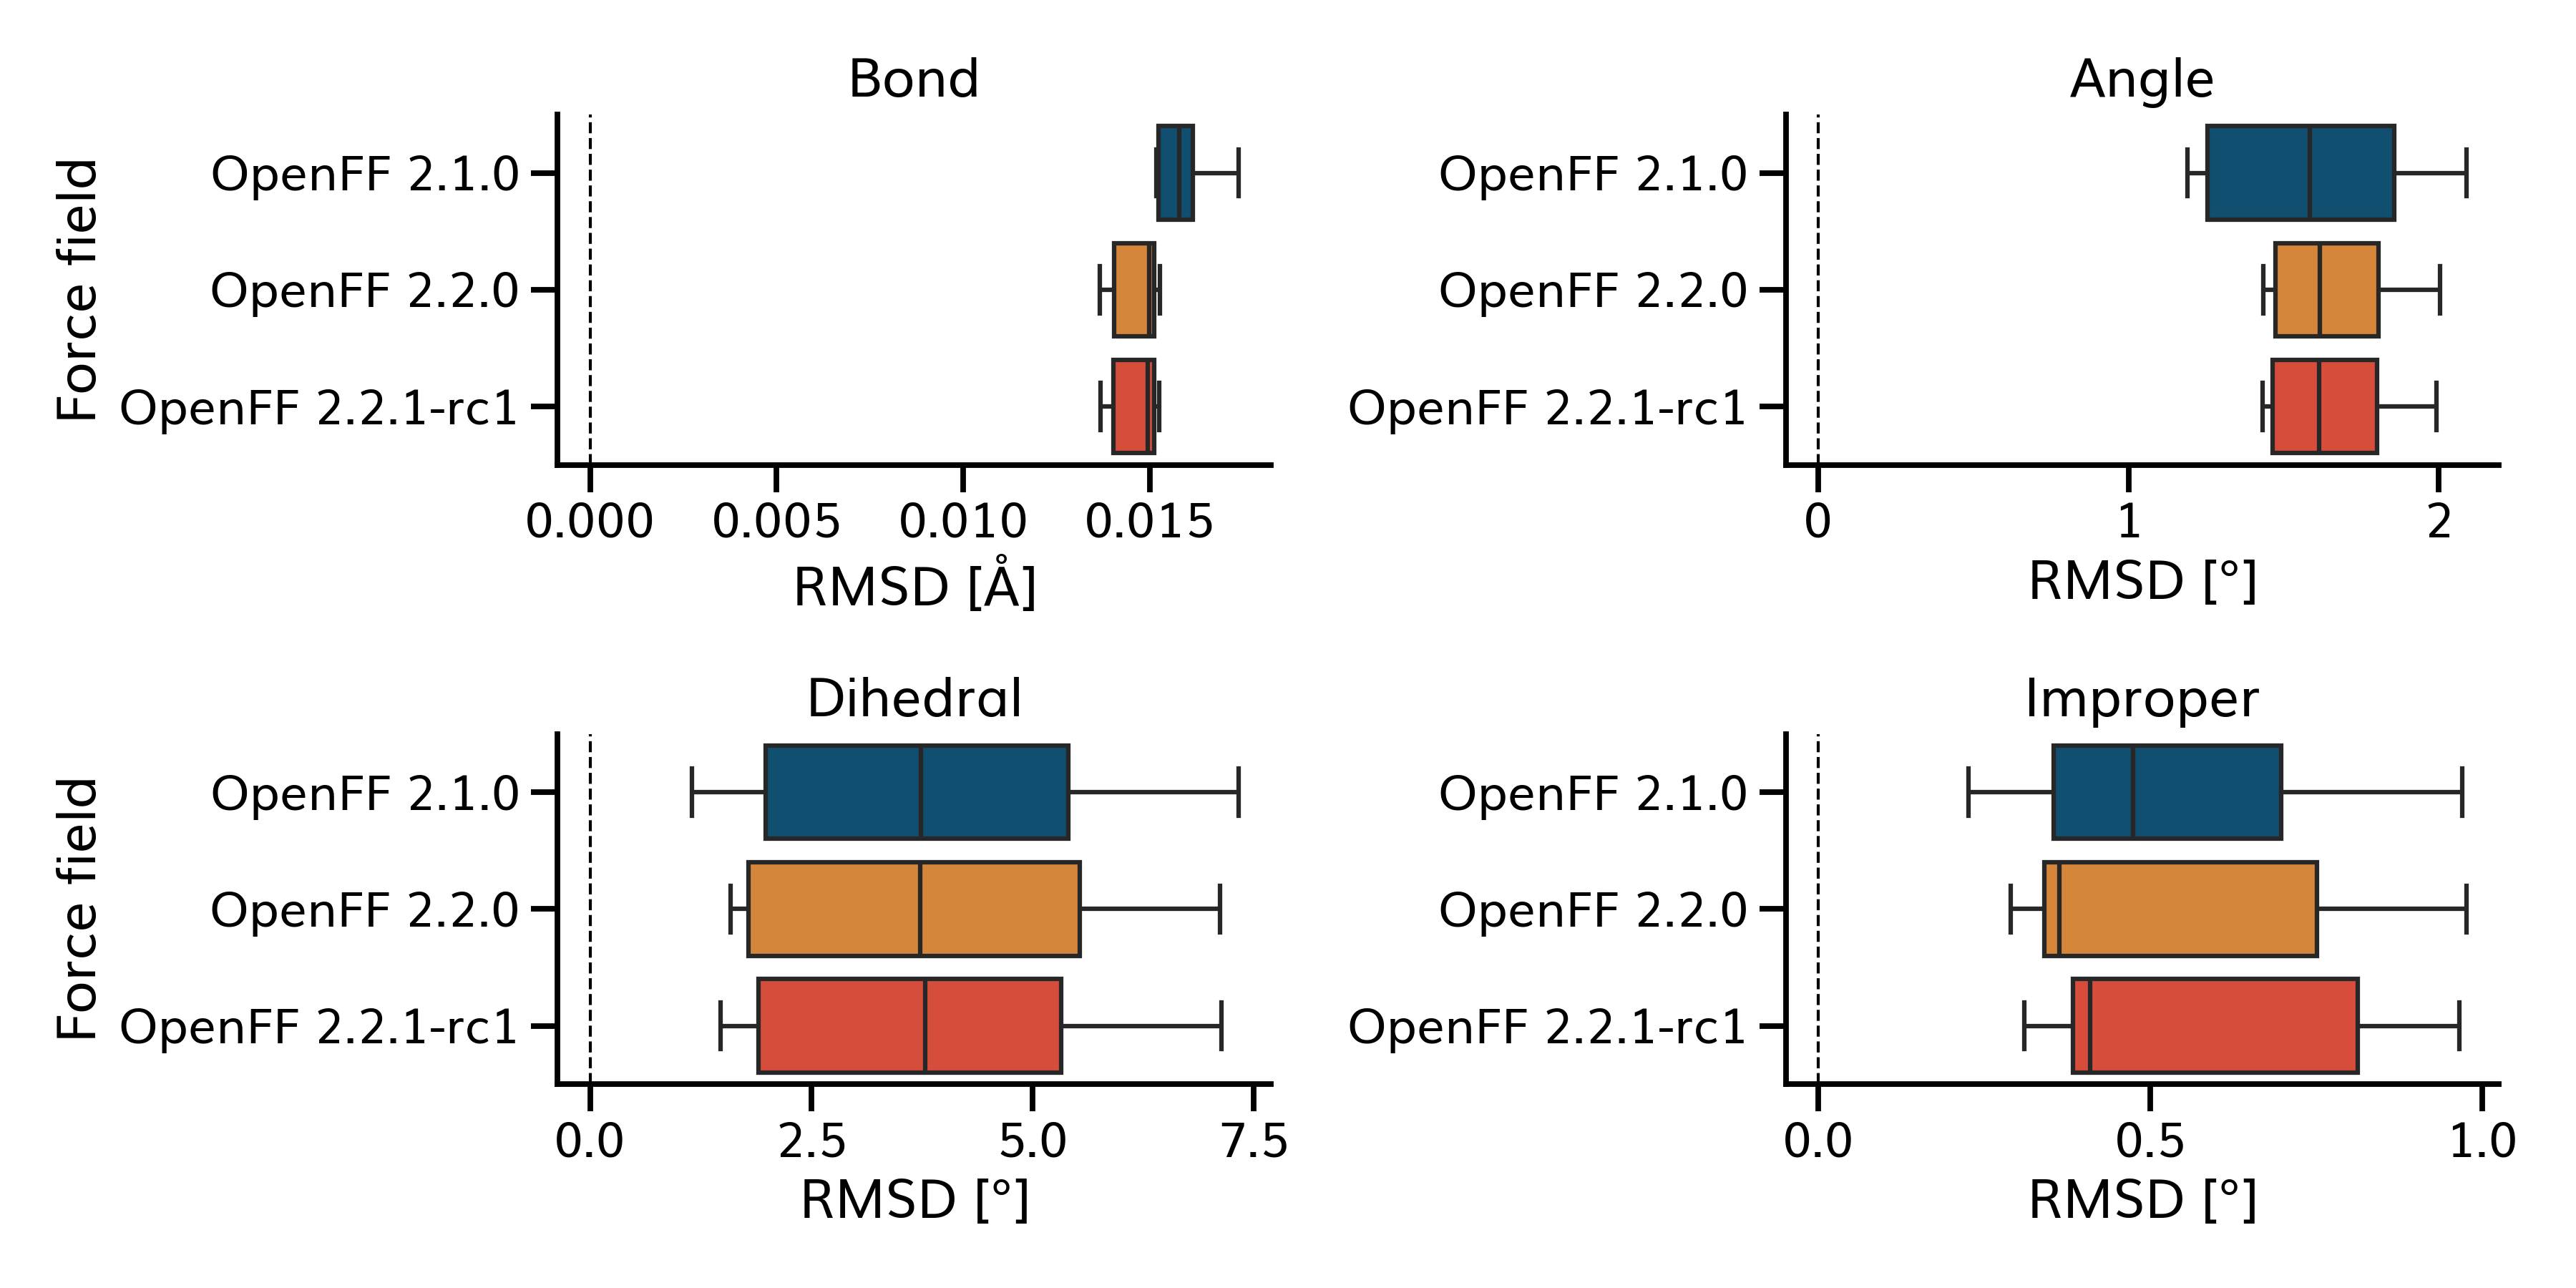 Bond
Force field
OpenFF 2.1.0
OpenFF 2.2.0
OpenFF 2.2.1-rc1
0.000 0.005 0.010 0.015
RMSD [Å]
Angle
OpenFF 2.1.0
OpenFF 2.2.0
OpenFF 2.2.1-rc1
0 1 2
RMSD [°]
Dihedral
Force field
OpenFF 2.1.0
OpenFF 2.2.0
OpenFF 2.2.1-rc1
0.0 2.5 5.0 7.5
RMSD [°]
Improper
OpenFF 2.1.0
OpenFF 2.2.0
OpenFF 2.2.1-rc1
0.0 0.5 1.0
RMSD [°]